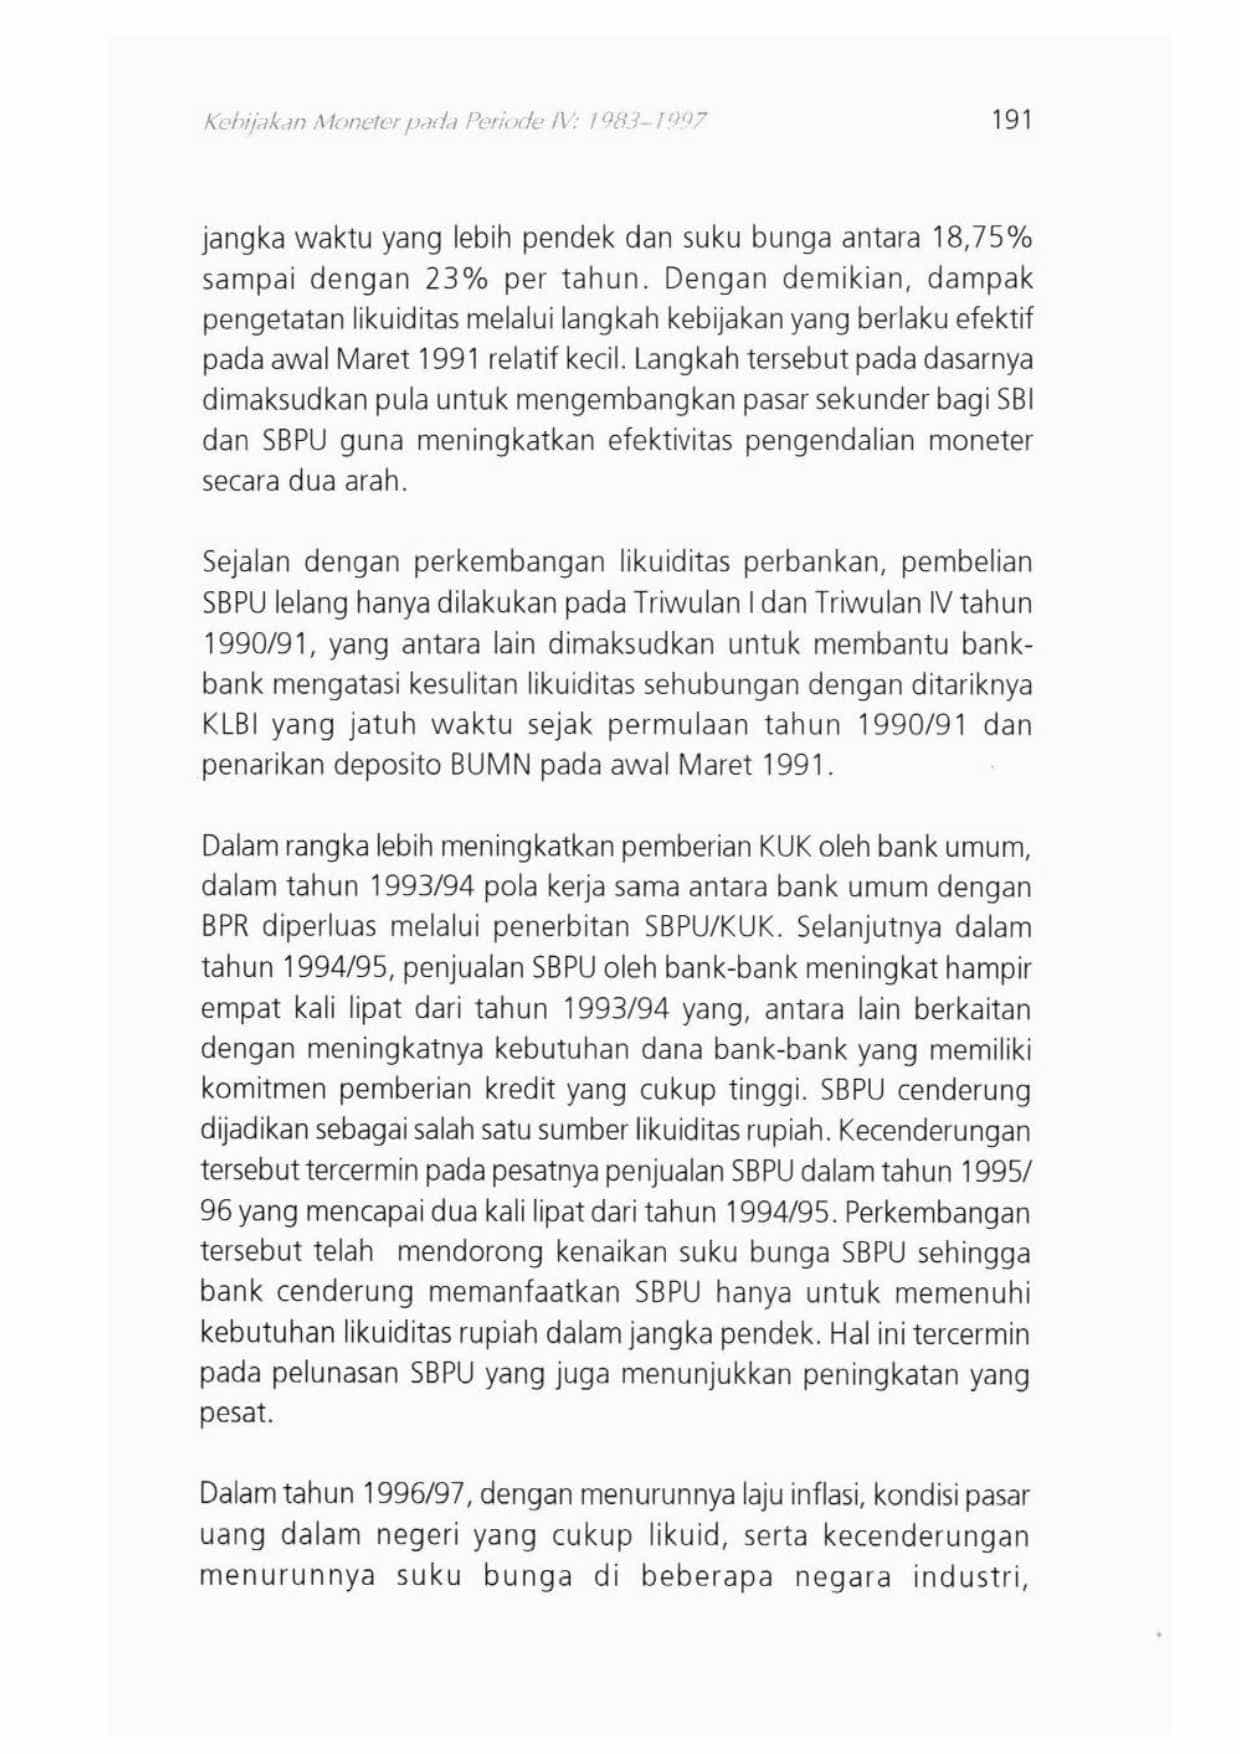 Kebijakan Moneter pada Periode IV: 1983–1997 191
jangka waktu yang lebih pendek dan suku bunga antara 18,75%
sampai dengan 23% per tahun. Dengan demikian, dampak
pengetatan likuiditas melalui langkah kebijakan yang berlaku efektif
pada awal Maret 1991 relatif kecil. Langkah tersebut pada dasarnya
dimaksudkan pula untuk mengembangkan pasar sekunder bagi SBI
dan SBPU guna meningkatkan efektivitas pengendalian moneter
secara dua arah.
Sejalan dengan perkembangan likuiditas perbankan, pembelian
SBPU lelang hanya dilakukan pada Triwulan I dan Triwulan IV tahun
1990/91, yang antara lain dimaksudkan untuk membantu bank-
bank mengatasi kesulitan likuiditas sehubungan dengan ditariknya
KLBI yang jatuh waktu sejak permulaan tahun 1990/91 dan
penarikan deposito BUMN pada awal Maret 1991.
Dalam rangka lebih meningkatkan pemberian KUK oleh bank umum,
dalam tahun 1993/94 pola kerja sama antara bank umum dengan
BPR diperluas melalui penerbitan SBPU/KUK. Selanjutnya dalam
tahun 1994/95, penjualan SBPU oleh bank-bank meningkat hampir
empat kali lipat dari tahun 1993/94 yang, antara lain berkaitan
dengan meningkatnya kebutuhan dana bank-bank yang memiliki
komitmen pemberian kredit yang cukup tinggi. SBPU cenderung
dijadikan sebagai salah satu sumber likuiditas rupiah. Kecenderungan
tersebut tercermin pada pesatnya penjualan SBPU dalam tahun 1995/
96 yang mencapai dua kali lipat dari tahun 1994/95. Perkembangan
tersebut telah mendorong kenaikan suku bunga SBPU sehingga
bank cenderung memanfaatkan SBPU hanya untuk memenuhi
kebutuhan likuiditas rupiah dalam jangka pendek. Hal ini tercermin
pada pelunasan SBPU yang juga menunjukkan peningkatan yang
pesat.
Dalam tahun 1996/97, dengan menurunnya laju inflasi, kondisi pasar
uang dalam negeri yang cukup likuid, serta kecenderungan
menurunnya suku bunga di beberapa negara industri,